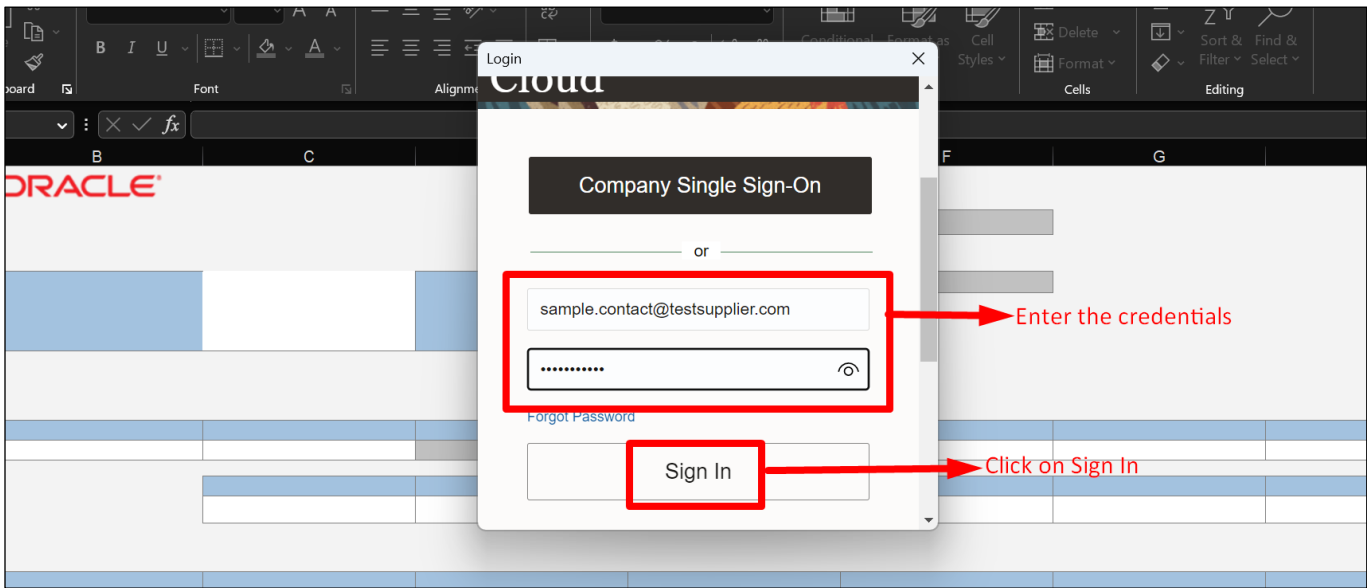 B I U A
Conditional Format as Cell
Styles
Delete
Format
Sort & Find &
Filter Select
Font
Cells
Editing
Login
Cloud
fx
B C F G
ORACLE
Company Single Sign-On
or
sample.contact@testsupplier.com
Enter the credentials
•••••••••••
Forgot Password
Sign In
Click on Sign In